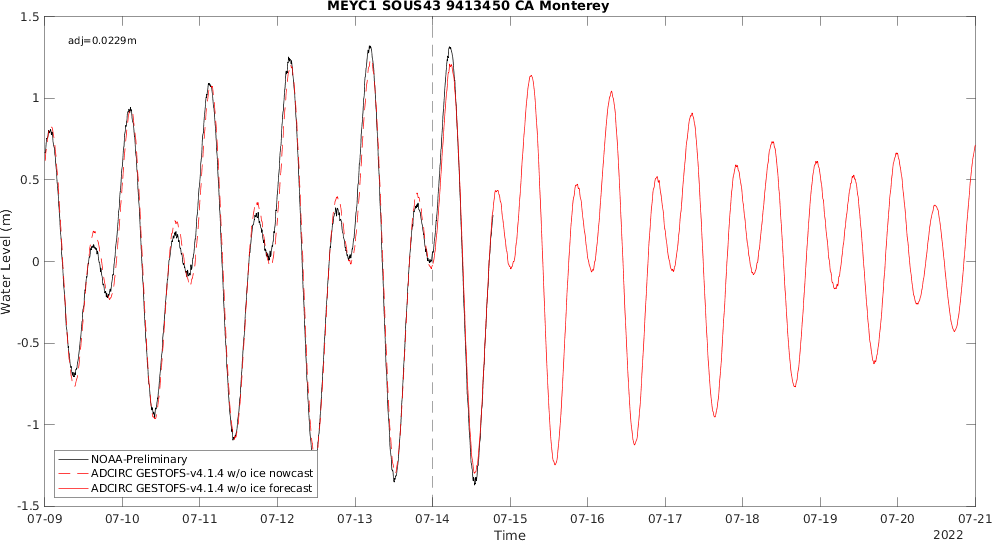 MEYC1 SOUS43 9413450 CA Monterey
adj=0.0229m
1.5
1
0.5
0
-0.5
-1
-1.5
Water Level (m)
NOAA-Preliminary
ADCIRC GESTOFS-v4.1.4 w/o ice nowcast
ADCIRC GESTOFS-v4.1.4 w/o ice forecast
07-09 07-10 07-11 07-12 07-13 07-14 07-15 07-16 07-17 07-18 07-19 07-20 07-21
Time
2022